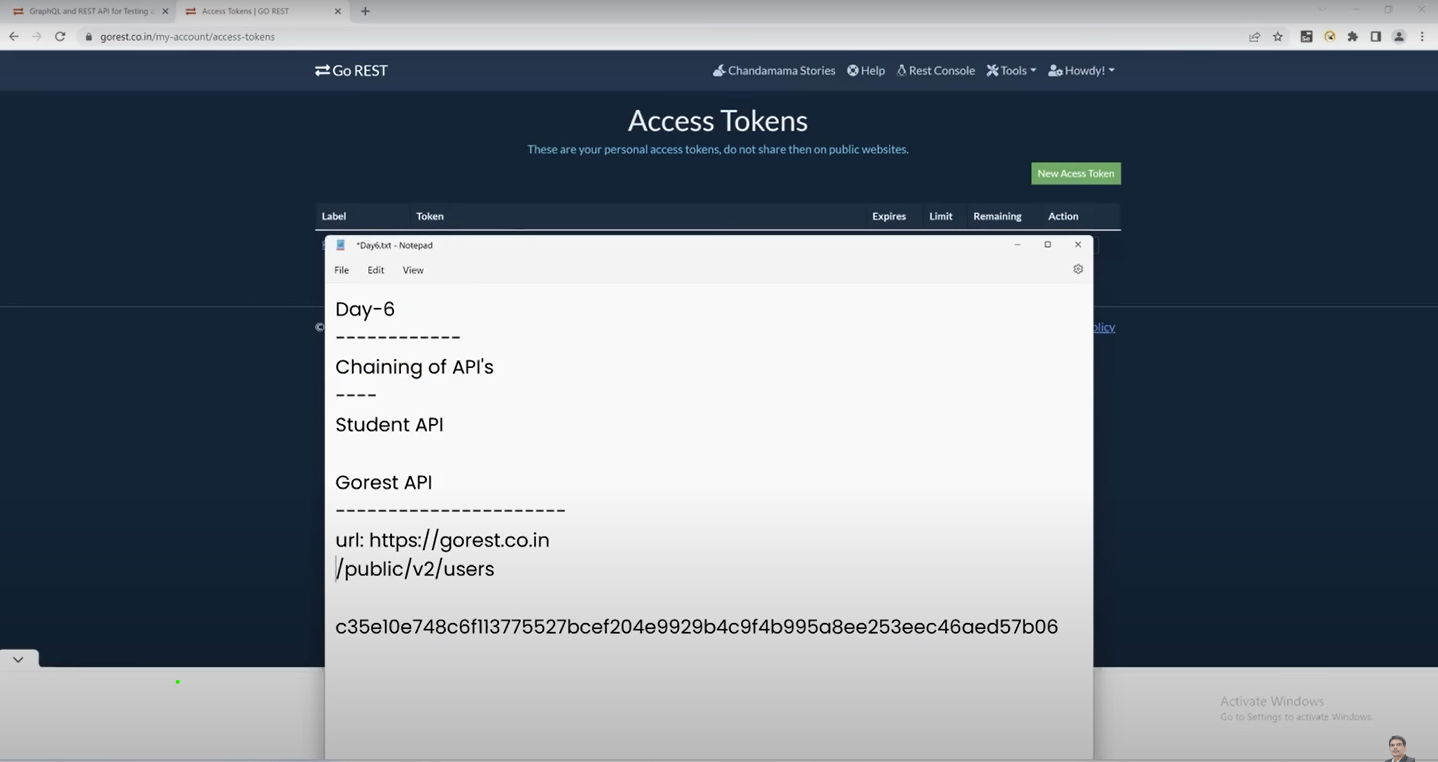 GraphQL and REST API for Testing
Access Tokens | GO REST
gorest.co.in/my-account/access-tokens
Go REST
Chandamama Stories Help Rest Console Tools Howdy!
Access Tokens
These are your personal access tokens, do not share then on public websites.
New Acess Token
Label Token Expires Limit Remaining Action
*Day6.txt - Notepad
File Edit View
Day-6
------------
Chaining of API's
----
Student API
Gorest API
----------------------
url: https://gorest.co.in
/public/v2/users
c35e10e748c6f113775527bcef204e9929b4c9f4b995a8ee253eec46aed57b06
©
olicy
Activate Windows
Go to Settings to activate Windows.